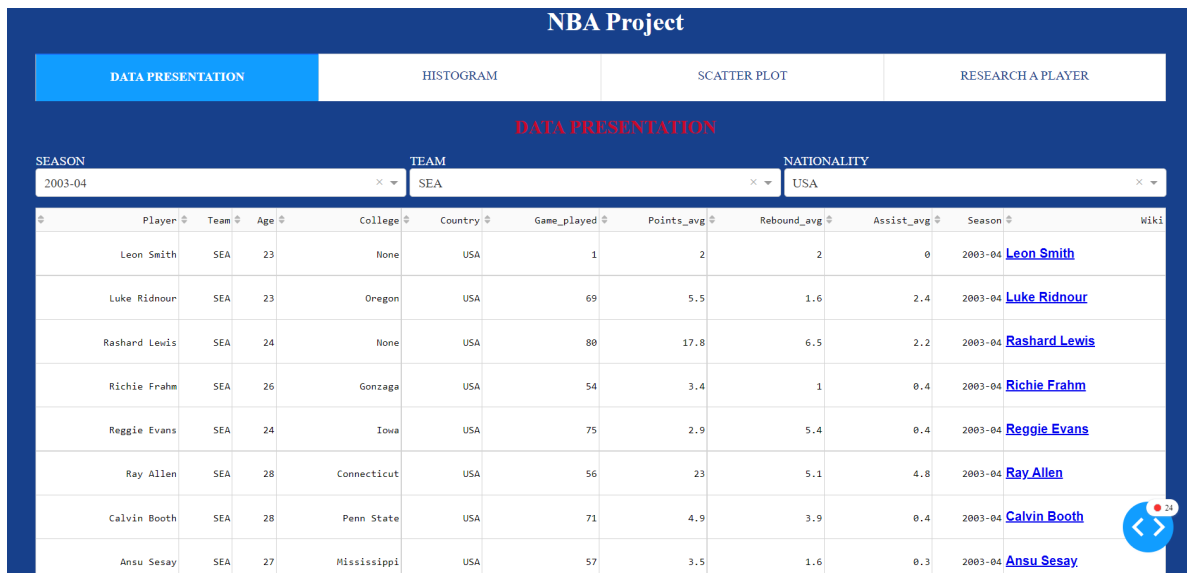 NBA Project
DATA PRESENTATION HISTOGRAM SCATTER PLOT RESEARCH A PLAYER
DATA PRESENTATION
SEASON TEAM NATIONALITY
2003-04 × SEA × USA ×
Player Team Age College Country Game_played Points_avg Rebound_avg Assist_avg Season Wiki
Leon Smith SEA 23 None USA 1 2 2 0 2003-04 Leon Smith
Luke Ridnour SEA 23 Oregon USA 69 5.5 1.6 2.4 2003-04 Luke Ridnour
Rashard Lewis SEA 24 None USA 80 17.8 6.5 2.2 2003-04 Rashard Lewis
Richie Frahm SEA 26 Gonzaga USA 54 3.4 1 0.4 2003-04 Richie Frahm
Reggie Evans SEA 24 Iowa USA 75 2.9 5.4 0.4 2003-04 Reggie Evans
Ray Allen SEA 28 Connecticut USA 56 23 5.1 4.8 2003-04 Ray Allen
Calvin Booth SEA 28 Penn State USA 71 4.9 3.9 0.4 2003-04 Calvin Booth
24
Ansu Sesay SEA 27 Mississippi USA 57 3.5 1.6 0.3 2003-04 Ansu Sesay